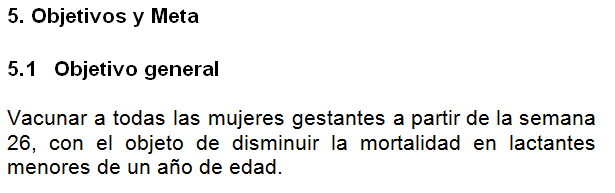 5. Objetivos y Meta
5.1 Objetivo general
Vacunar a todas las mujeres gestantes a partir de la semana
26, con el objeto de disminuir la mortalidad en lactantes
menores de un año de edad.